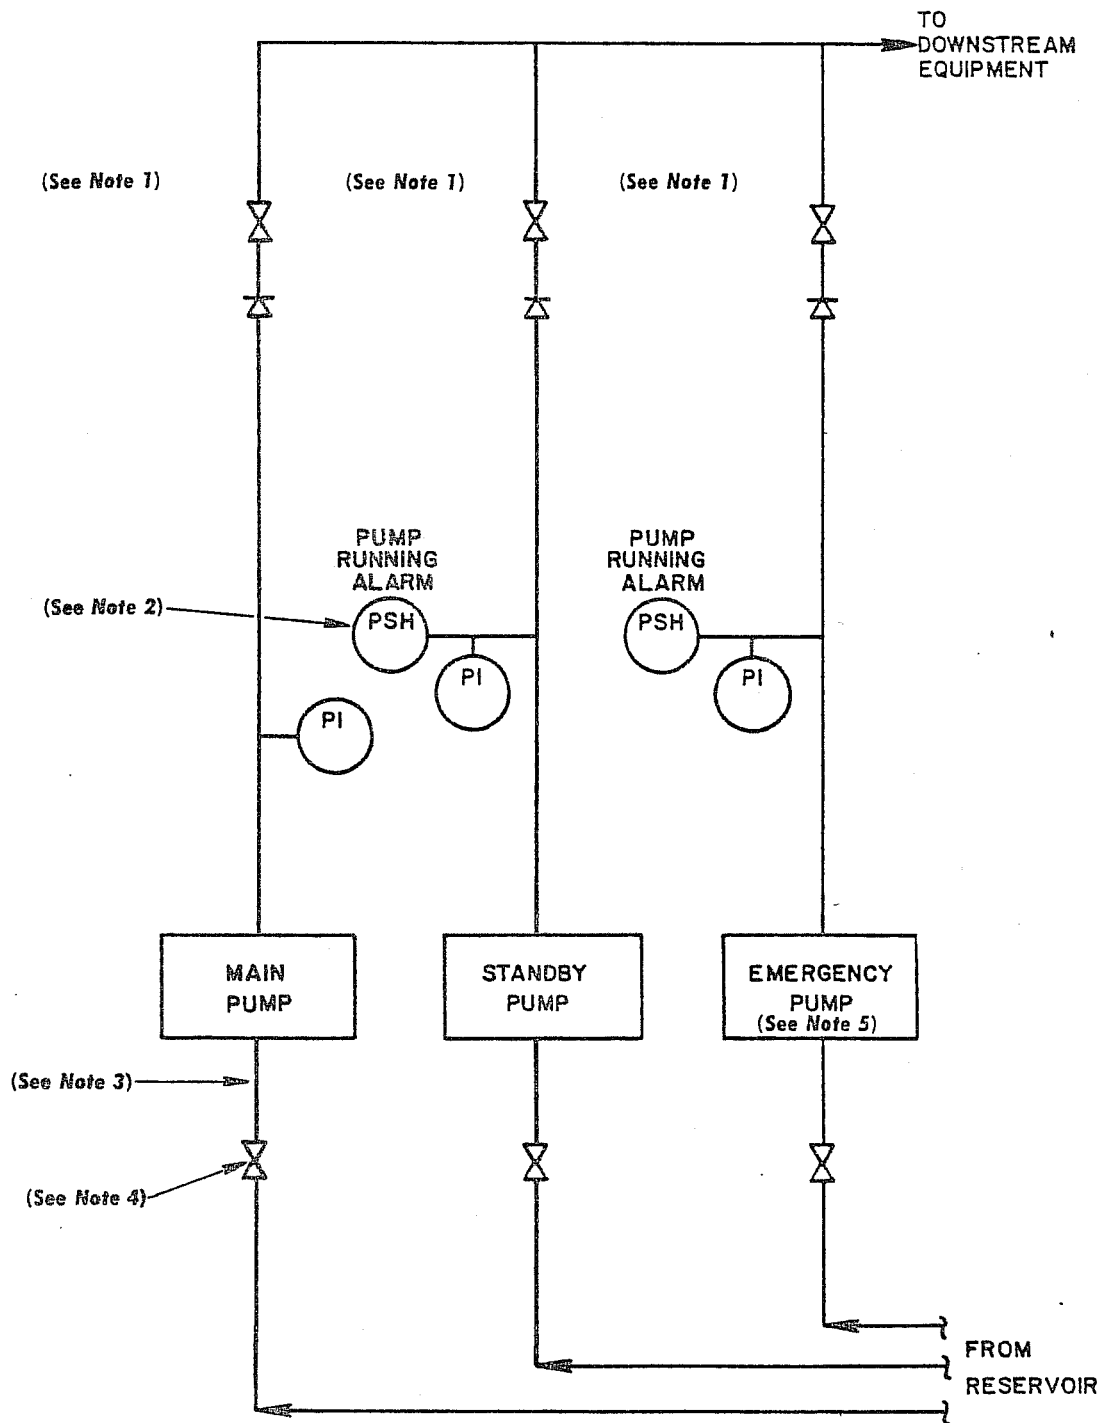 TO
DOWNSTREAM
EQUIPMENT
(See Note 1)
(See Note 1)
(See Note 1)
PUMP
RUNNING
ALARM
PUMP
RUNNING
ALARM
(See Note 2)
PSH
PSH
PI
PI
PI
MAIN
PUMP
STANDBY
PUMP
EMERGENCY
PUMP
(See Note 5)
(See Note 3)
(See Note 4)
FROM
RESERVOIR